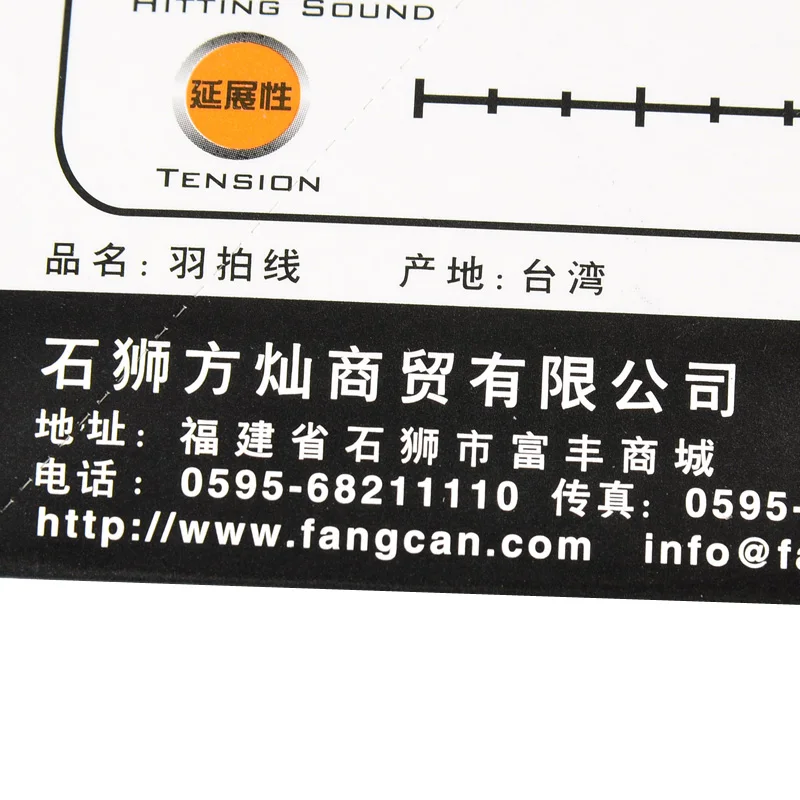 HITTING SOUND
延展性
TENSION
品名：羽拍线 产地：台湾
石狮方灿商贸有限公司
地址：福建省石狮市富丰商城
电话：0595-68211110 传真：0595-
http://www.fangcan.com info@fa